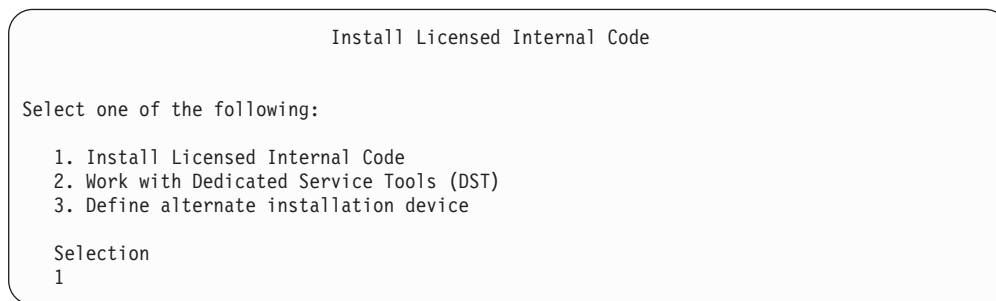 Install Licensed Internal Code
Select one of the following:
1. Install Licensed Internal Code
2. Work with Dedicated Service Tools (DST)
3. Define alternate installation device
Selection
1